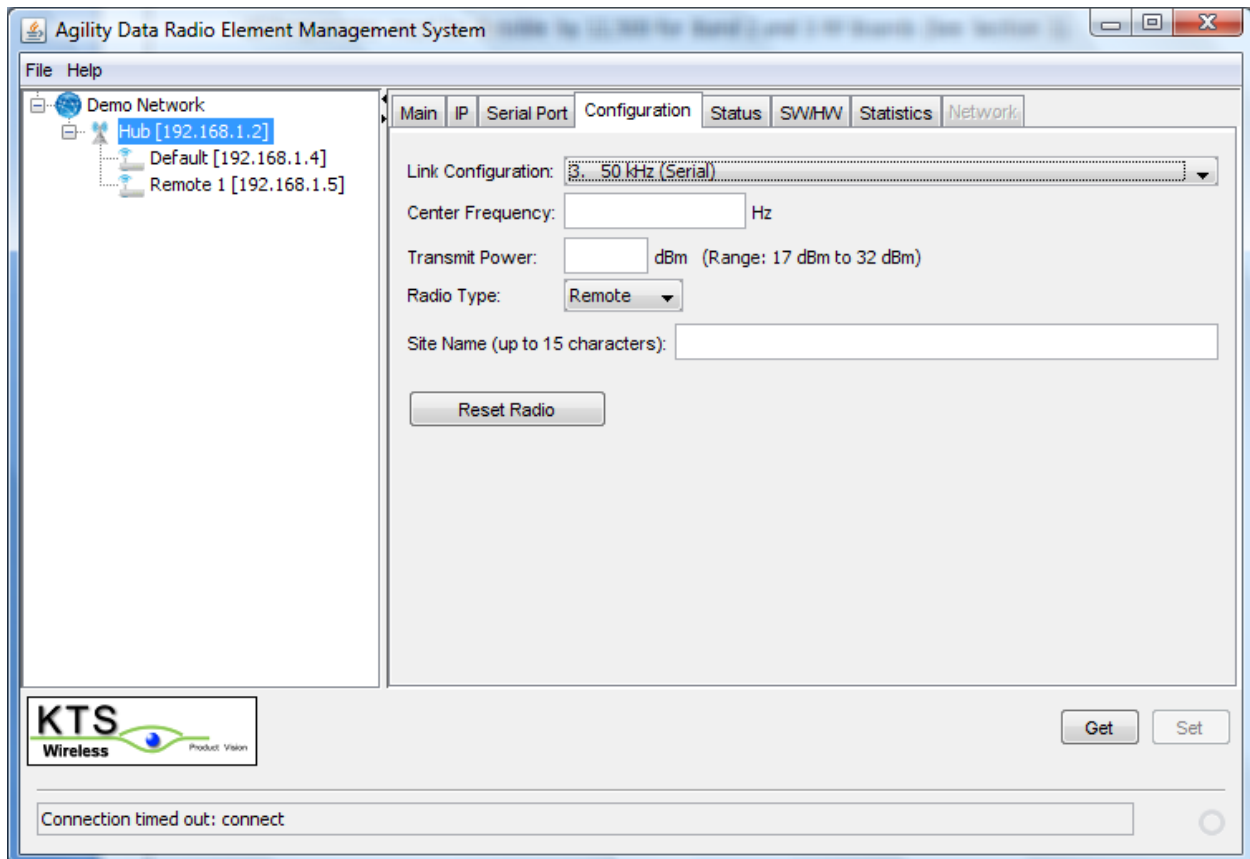 Agility Data Radio Element Management System
File Help
Demo Network
Hub [192.168.1.2]
Default [192.168.1.4]
Remote 1 [192.168.1.5]
Main IP Serial Port Configuration Status SW/HW Statistics Network
Link Configuration: 3. 50 kHz (Serial)
Center Frequency: Hz
Transmit Power: dBm (Range: 17 dBm to 32 dBm)
Radio Type: Remote
Site Name (up to 15 characters):
Reset Radio
KTS
Wireless Product Vision
Get Set
Connection timed out: connect